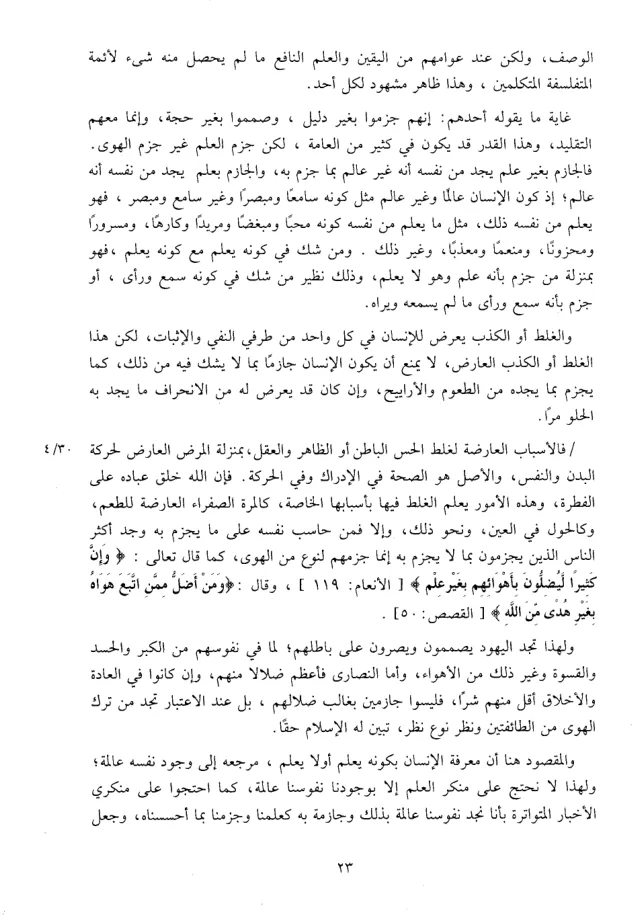 الوصف، ولكن عند عوامهم من اليقين والعلم النافع ما لم يحصل منه شىء لأئمة
المتفلسفة المتكلمين ، وهذا ظاهر مشهود لكل أحد.
غاية ما يقوله أحدهم: إنهم جزموا بغير دليل ، وصمموا بغير حجة، وإنما معهم
التقليد، وهذا القدر قد يكون في كثير من العامة ، لكن جزم العلم غير جزم الهوى.
فالجازم بغير علم يجد من نفسه أنه غير عالم بما جزم به، والجازم بعلم يجد من نفسه أنه
عالم؛ إذ كون الإنسان عالمًا وغير عالم مثل كونه سامعًا ومبصرًا وغير سامع ومبصر ، فهو
يعلم من نفسه ذلك، مثل ما يعلم من نفسه كونه محبًا ومبغضًا ومريدًا وكارهًا، ومسرورًا
ومحزونًا، ومنعمًا ومعذبًا، وغير ذلك . ومن شك في كونه يعلم مع كونه يعلم ،فهو
بمنزلة من جزم بأنه علم وهو لا يعلم، وذلك نظير من شك في كونه سمع ورأى ، أو
جزم بأنه سمع ورأى ما لم يسمعه ويراه.
والغلط أو الكذب يعرض للإنسان في كل واحد من طرفي النفي والإثبات، لكن هذا
الغلط أو الكذب العارض، لا يمنع أن يكون الإنسان جازمًا بما لا يشك فيه من ذلك، كما
يجزم بما يجده من الطعوم والأراييح، وإن كان قد يعرض له من الانحراف ما يجد به
الحلو مرًا.
/ فالأسباب العارضة لغلط الحس الباطن أو الظاهر والعقل،بمنزلة المرض العارض لحركة ٤/٣٠
البدن والنفس، والأصل هو الصحة في الإدراك وفي الحركة. فإن الله خلق عباده على
الفطرة، وهذه الأمور يعلم الغلط فيها بأسبابها الخاصة، كالمرة الصفراء العارضة للطعم،
وكالحول في العين، ونحو ذلك، وإلا فمن حاسب نفسه على ما يجزم به وجد أكثر
الناس الذين يجزمون بما لا يجزم به إنما جزمهم لنوع من الهوى، كما قال تعالى : ﴿ وَإِنَّ
كَثِيرًا لَّيُضِلُّونَ بِأَهْوَائِهِم بِغَيْرِ عِلْمٍ ﴾ [ الأنعام: ١١٩ ] ، وقال :﴿وَمَنْ أَضَلُّ مِمَّنِ اتَّبَعَ هَوَاهُ
بِغَيْرِ هُدًى مِّنَ اللَّهِ ﴾ [ القصص: ٥٠] .
ولهذا تجد اليهود يصممون ويصرون على باطلهم؛ لما في نفوسهم من الكبر والحسد
والقسوة وغير ذلك من الأهواء، وأما النصارى فأعظم ضلالا منهم، وإن كانوا في العادة
والأخلاق أقل منهم شرًا، فليسوا جازمين بغالب ضلالهم ، بل عند الاعتبار تجد من ترك
الهوى من الطائفتين ونظر نوع نظر، تبين له الإسلام حقًا.
والمقصود هنا أن معرفة الإنسان بكونه يعلم أولا يعلم ، مرجعه إلى وجود نفسه عالمة؛
ولهذا لا نحتج على منكر العلم إلا بوجودنا نفوسنا عالمة، كما احتجوا على منكري
الأخبار المتواترة بأنا نجد نفوسنا عالمة بذلك وجازمة به كعلمنا وجزمنا بما أحسسناه، وجعل
٢٣